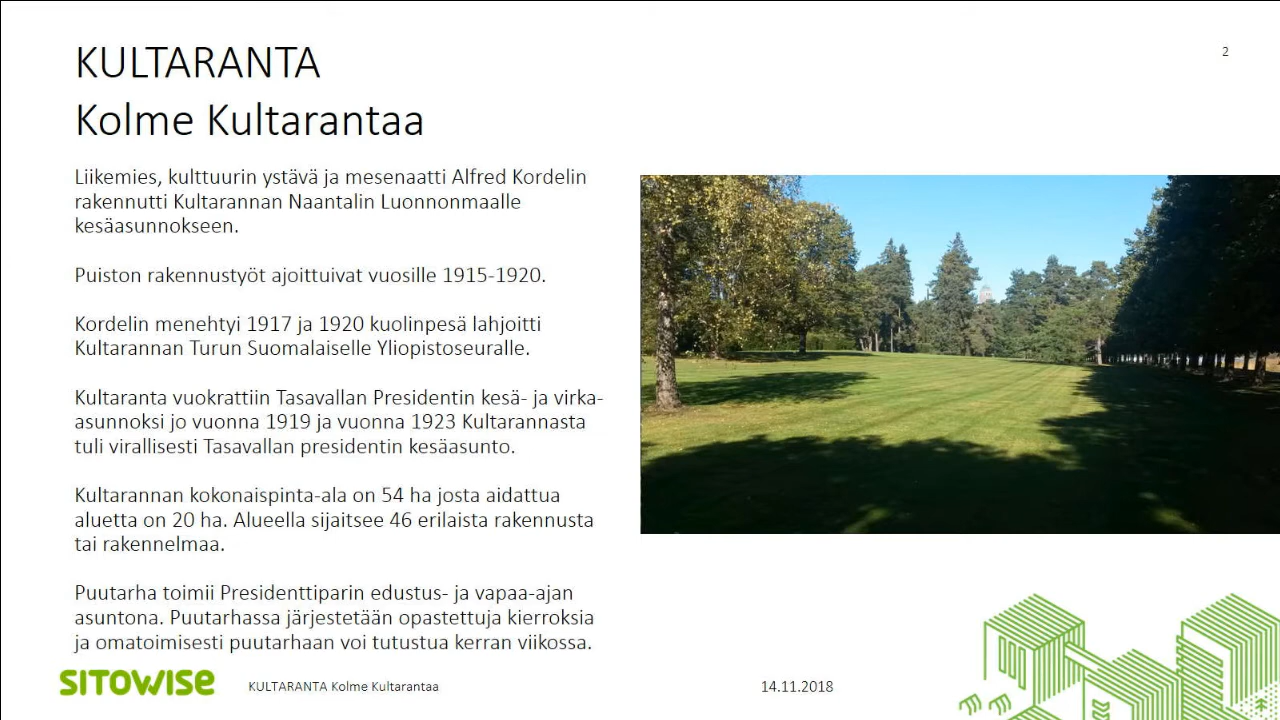 KULTARANTA
2
Kolme Kultarantaa
Liikemies, kulttuurin ystävä ja mesenaatti Alfred Kordelin
rakennutti Kultarannan Naantalin Luonnonmaalle
kesäasunnokseen.
Puiston rakennustyöt ajoittuivat vuosille 1915-1920.
Kordelin menehtyi 1917 ja 1920 kuolinpesä lahjoitti
Kultarannan Turun Suomalaiselle Yliopistoseuralle.
Kultaranta vuokrattiin Tasavallan Presidentin kesä- ja virka-
asunnoksi jo vuonna 1919 ja vuonna 1923 Kultarannasta
tuli virallisesti Tasavallan presidentin kesäasunto.
Kultarannan kokonaispinta-ala on 54 ha josta aidattua
aluetta on 20 ha. Alueella sijaitsee 46 erilaista rakennusta
tai rakennelmaa.
Puutarha toimii Presidenttiparin edustus- ja vapaa-ajan
asuntona. Puutarhassa järjestetään opastettuja kierroksia
ja omatoimisesti puutarhaan voi tutustua kerran viikossa.
SITOWISE
KULTARANTA Kolme Kultarantaa
14.11.2018